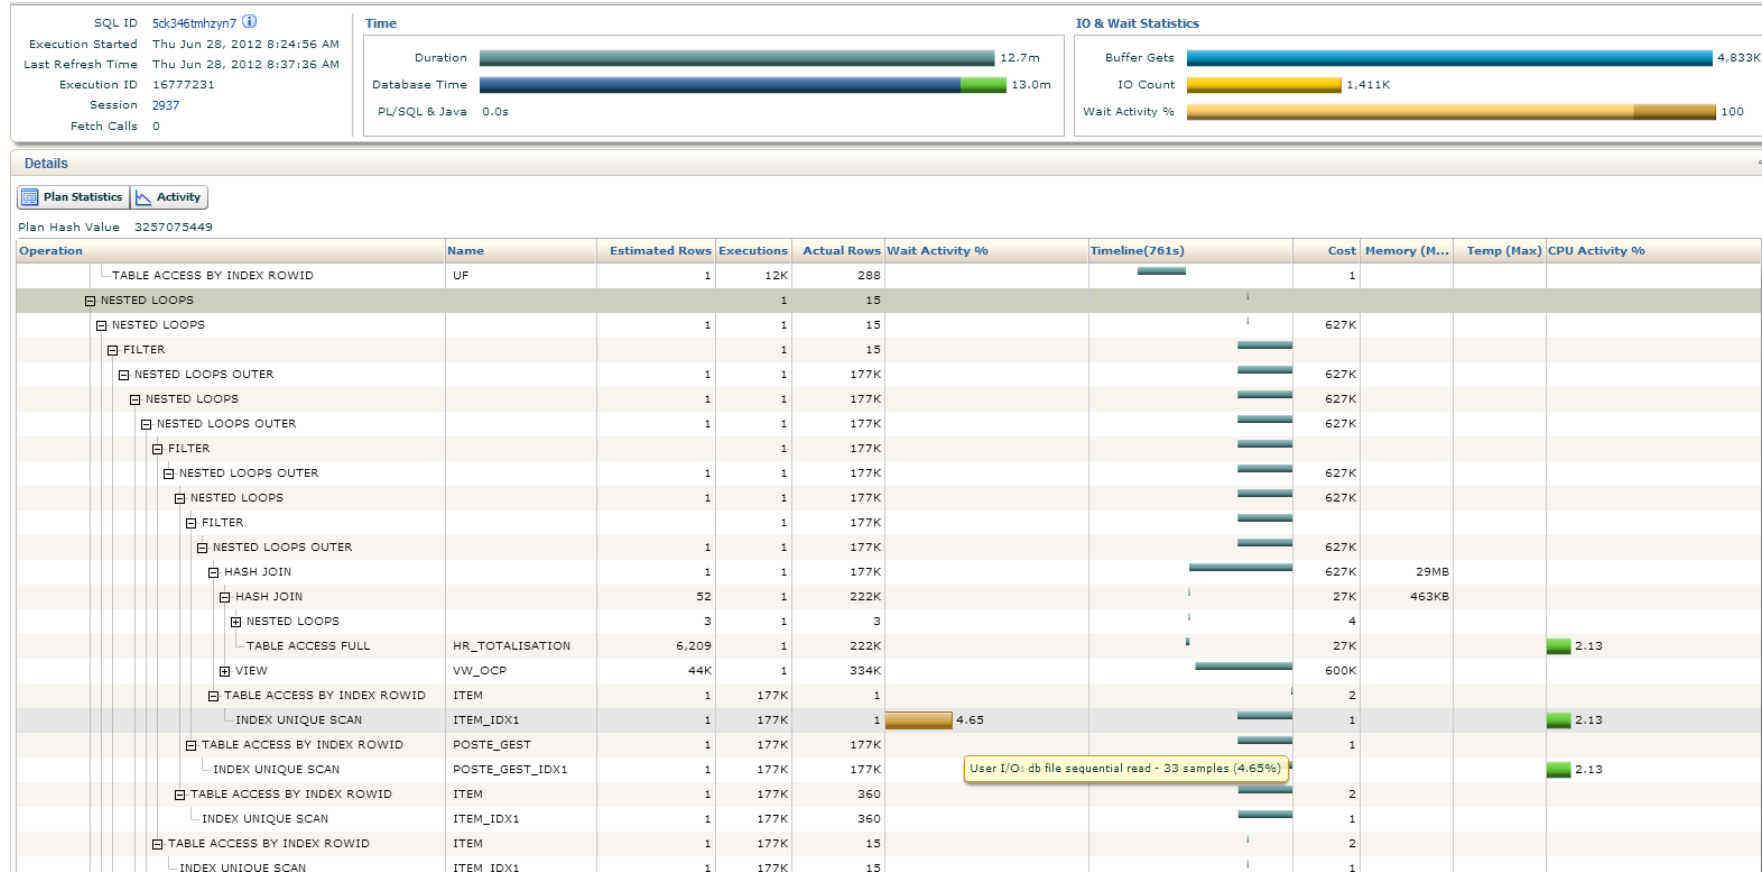 SQL ID 5ck346tmhzyn7
Execution Started Thu Jun 28, 2012 8:24:56 AM
Last Refresh Time Thu Jun 28, 2012 8:37:36 AM
Execution ID 16777231
Session 2937
Fetch Calls 0
Time
Duration 12.7m
Database Time 13.0m
PL/SQL & Java 0.0s
IO & Wait Statistics
Buffer Gets 4,833K
IO Count 1,411K
Wait Activity % 100
Details
Plan Statistics Activity
Plan Hash Value 3257075449
Operation Name Estimated Rows Executions Actual Rows Wait Activity % Timeline(761s) Cost Memory (M... Temp (Max) CPU Activity %
TABLE ACCESS BY INDEX ROWID UF 1 12K 288 1
NESTED LOOPS 1 15
NESTED LOOPS 1 1 15 627K
FILTER 1 15
NESTED LOOPS OUTER 1 1 177K 627K
NESTED LOOPS 1 1 177K 627K
NESTED LOOPS OUTER 1 1 177K 627K
FILTER 1 177K
NESTED LOOPS OUTER 1 1 177K 627K
NESTED LOOPS 1 1 177K 627K
FILTER 1 177K
NESTED LOOPS OUTER 1 1 177K 627K
HASH JOIN 1 1 177K 627K 29MB
HASH JOIN 52 1 222K 27K 463KB
NESTED LOOPS 3 1 3 4
TABLE ACCESS FULL HR_TOTALISATION 6,209 1 222K 27K 2.13
VIEW VW_OCP 44K 1 334K 600K
TABLE ACCESS BY INDEX ROWID ITEM 1 177K 1 2
INDEX UNIQUE SCAN ITEM_IDX1 1 177K 1 4.65 1 2.13
TABLE ACCESS BY INDEX ROWID POSTE_GEST 1 177K 177K 1
INDEX UNIQUE SCAN POSTE_GEST_IDX1 1 177K 177K 2.13
User I/O: db file sequential read - 33 samples (4.65%)
TABLE ACCESS BY INDEX ROWID ITEM 1 177K 360 2
INDEX UNIQUE SCAN ITEM_IDX1 1 177K 360 1
TABLE ACCESS BY INDEX ROWID ITEM 1 177K 15 2
INDEX UNIQUE SCAN ITEM_IDX1 1 177K 15 1